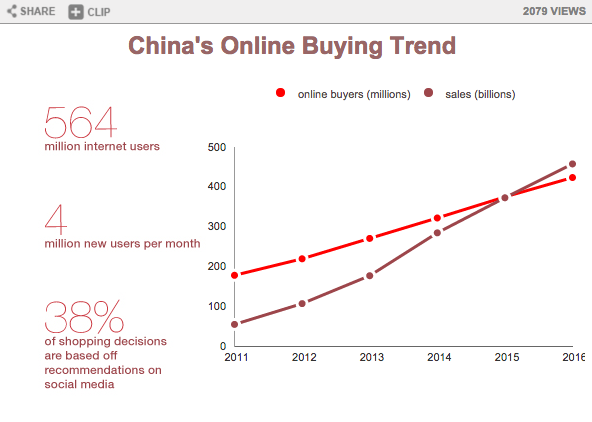 SHARE CLIP 2079 VIEWS
China's Online Buying Trend
online buyers (millions) sales (billions)
564
million internet users
4
million new users per month
38%
of shopping decisions
are based off
recommendations on
social media
500
400
300
200
100
0
2011 2012 2013 2014 2015 2016